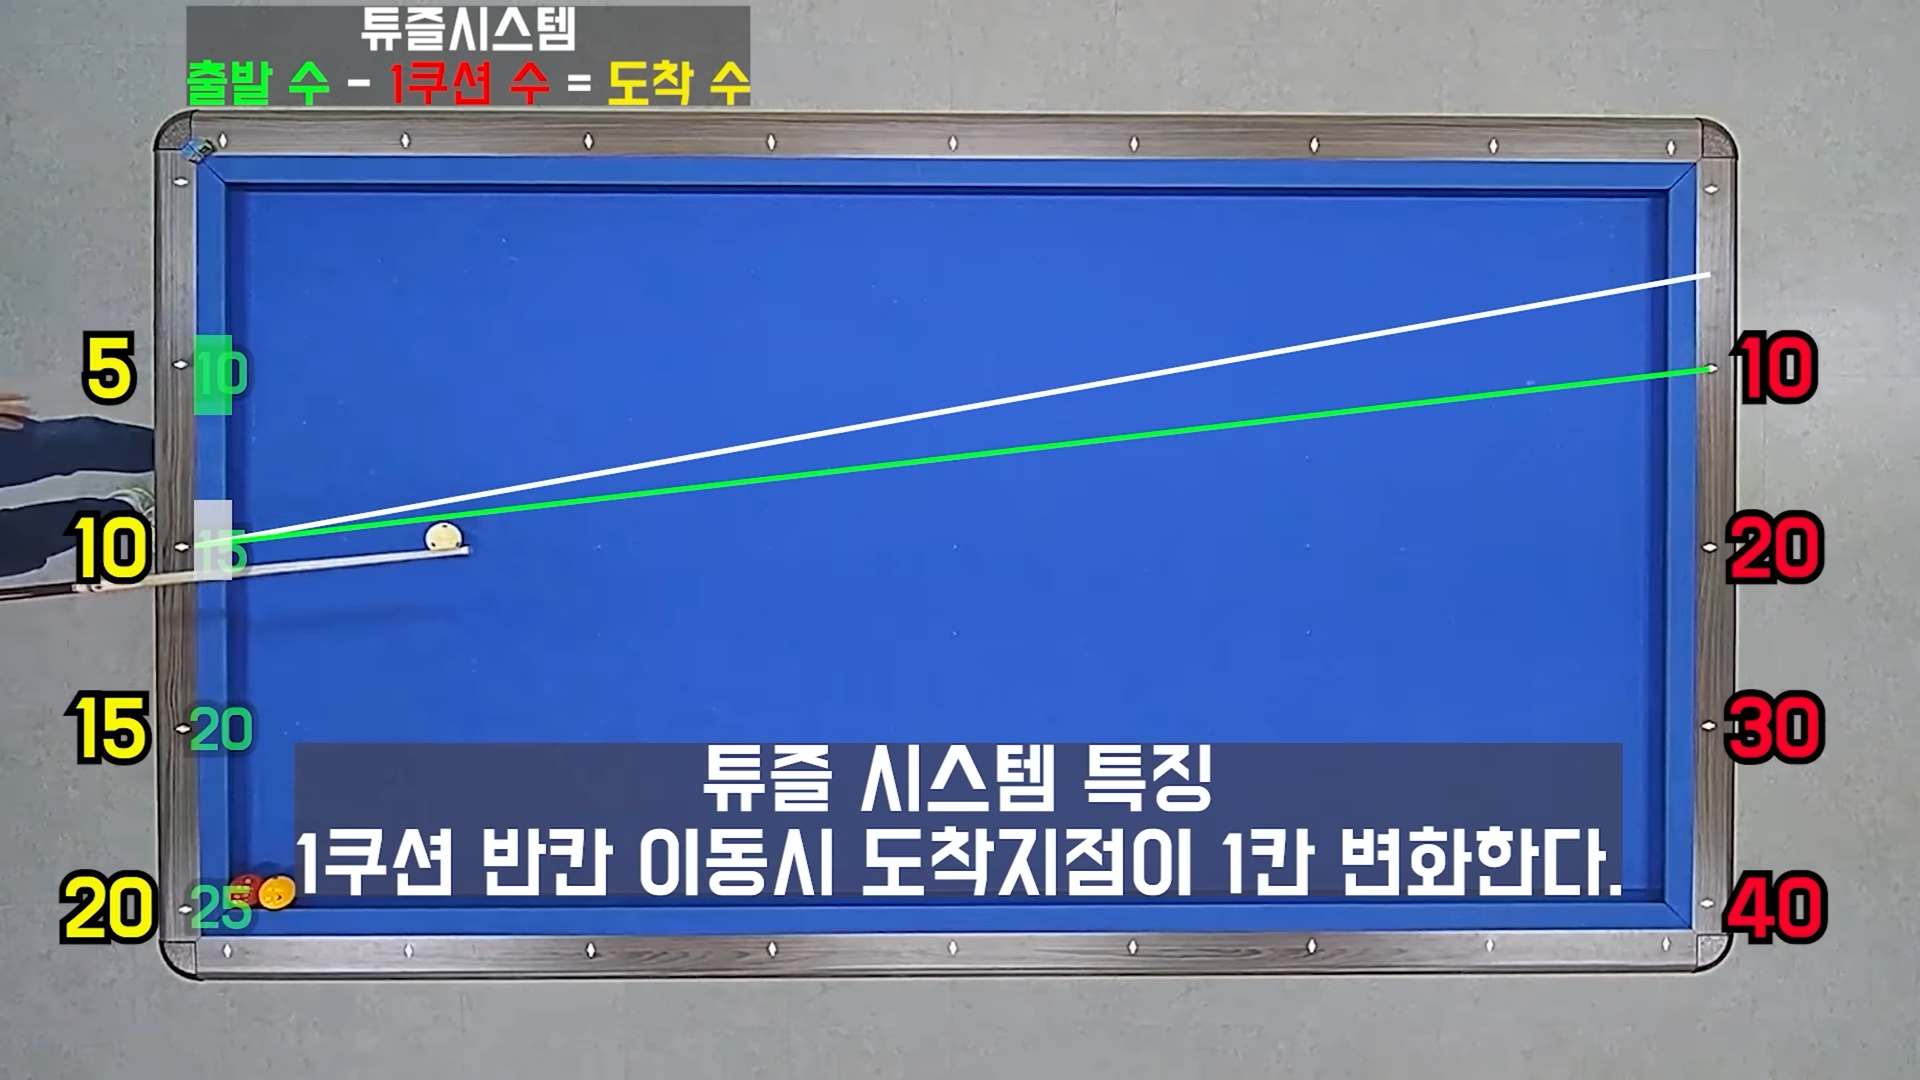 튜즐시스템
출발 수 - 1쿠션 수 = 도착 수
5 10 10
10 15 20
15 20 30
20 25 40
튜즐 시스템 특징
1쿠션 반칸 이동시 도착지점이 1칸 변화한다.